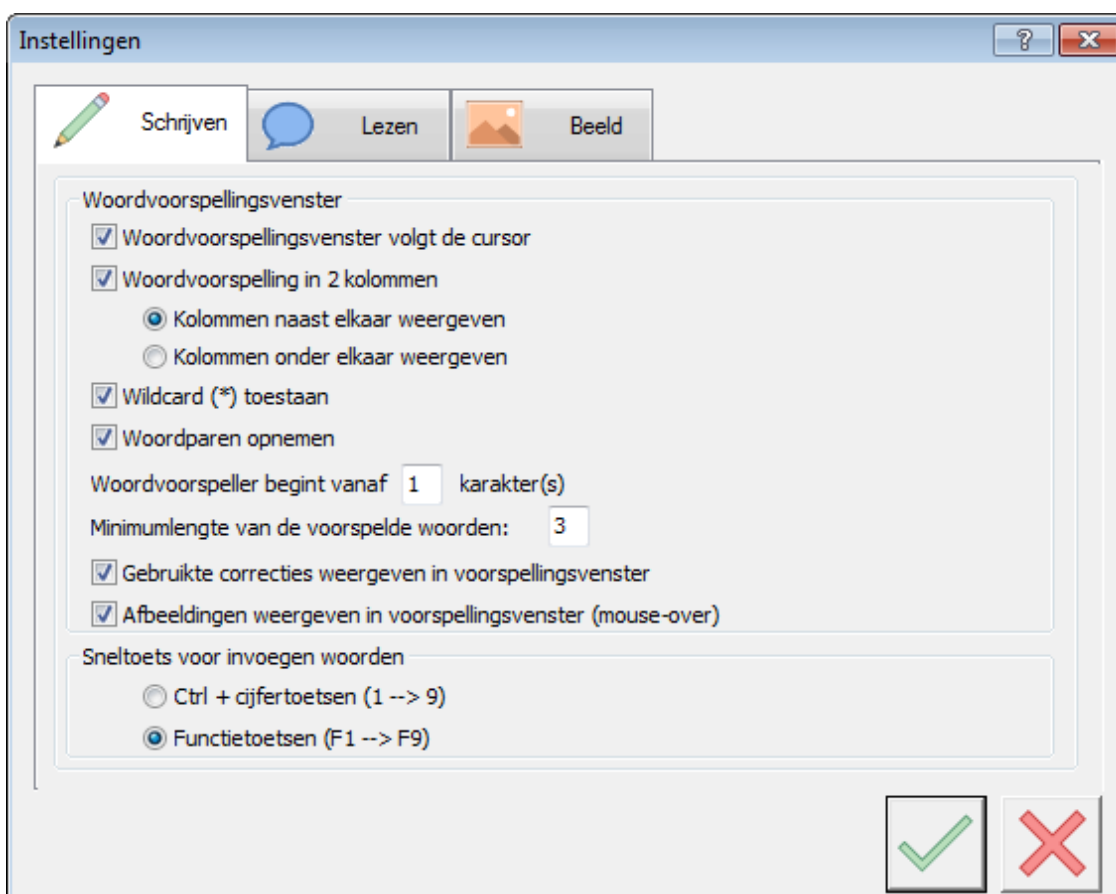 Instellingen
Schrijven
Lezen
Beeld
Woordvoorspellingsvenster
Woordvoorspellingsvenster volgt de cursor
Woordvoorspelling in 2 kolommen
Kolommen naast elkaar weergeven
Kolommen onder elkaar weergeven
Wildcard (*) toestaan
Woordparen opnemen
Woordvoorspeller begint vanaf 1 karakter(s)
Minimumlengte van de voorspelde woorden: 3
Gebruikte correcties weergeven in voorspellingsvenster
Afbeeldingen weergeven in voorspellingsvenster (mouse-over)
Sneltoets voor invoegen woorden
Ctrl + cijfertoetsen (1 --> 9)
Functietoetsen (F1 --> F9)